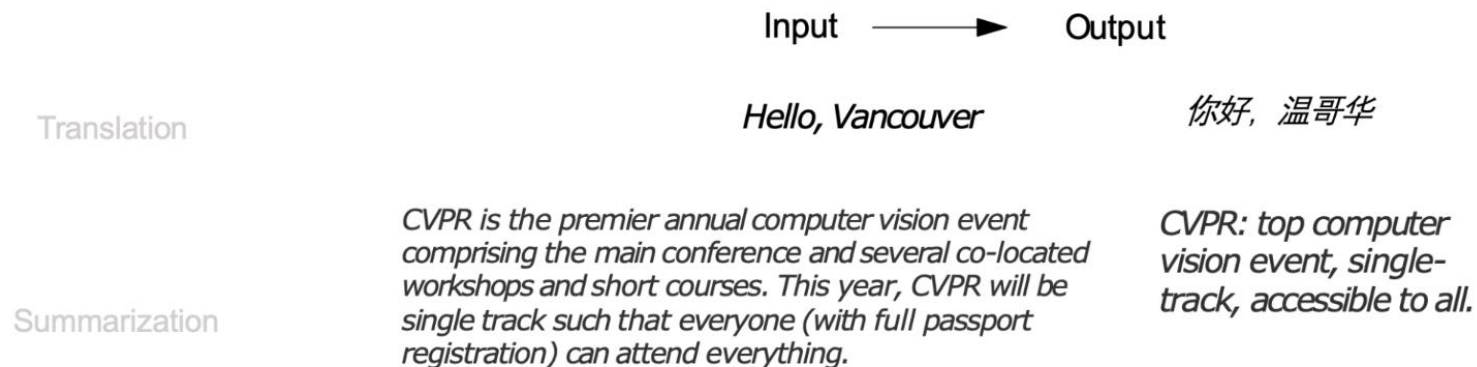 Input Output
Translation Hello, Vancouver 你好, 温哥华
CVPR is the premier annual computer vision event
comprising the main conference and several co-located
workshops and short courses. This year, CVPR will be
single track such that everyone (with full passport
registration) can attend everything.
CVPR: top computer
vision event, single-
track, accessible to all.
Summarization